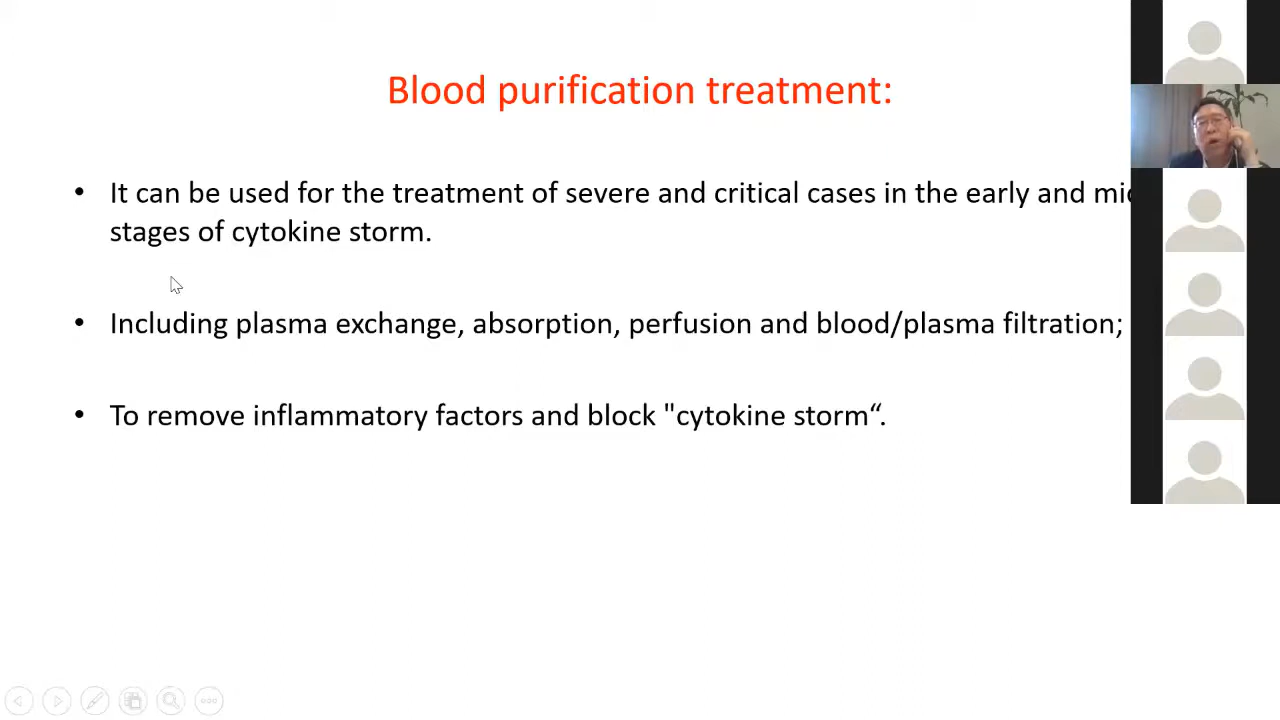 Blood purification treatment:
• It can be used for the treatment of severe and critical cases in the early and
stages of cytokine storm.
• Including plasma exchange, absorption, perfusion and blood/plasma filtration;
• To remove inflammatory factors and block "cytokine storm“.